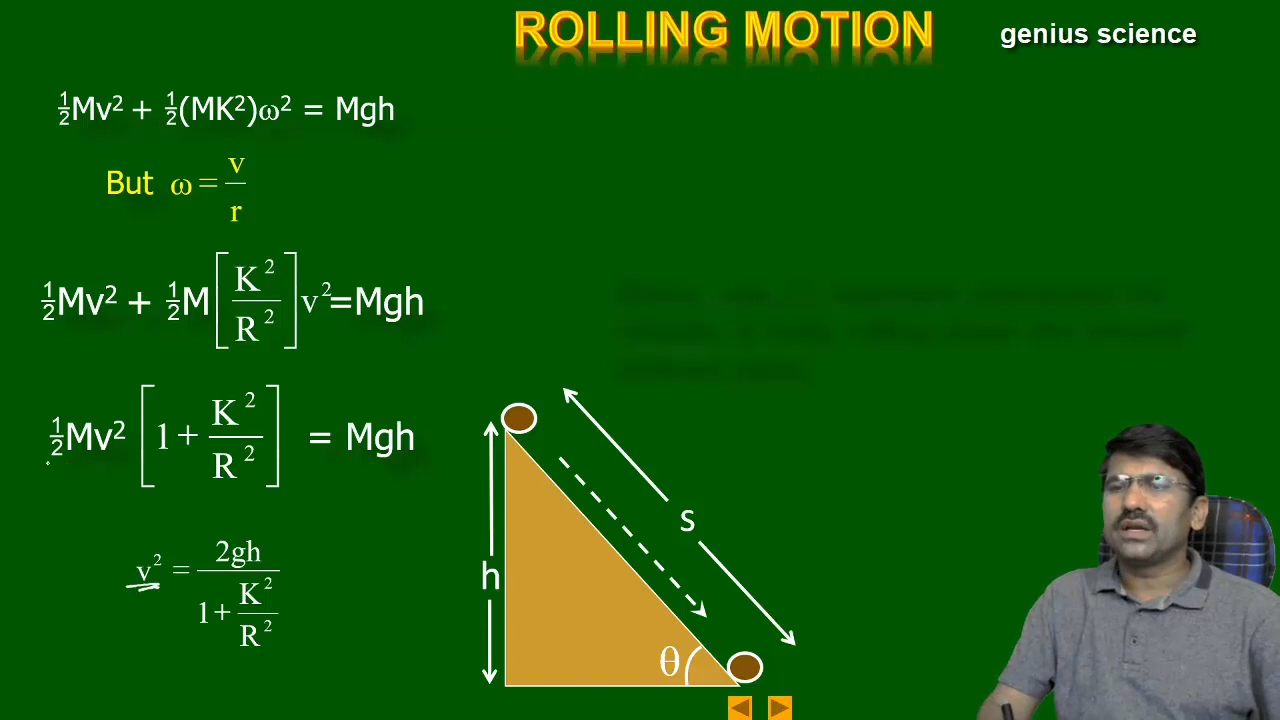 ROLLING MOTION
genius science
½Mv² + ½(MK²)ω² = Mgh
But ω = v/r
½Mv² + ½M[K²/R²]v²=Mgh
½Mv² [1 + K²/R²] = Mgh
v² = 2gh/(1 + K²/R²)
s
h
θ